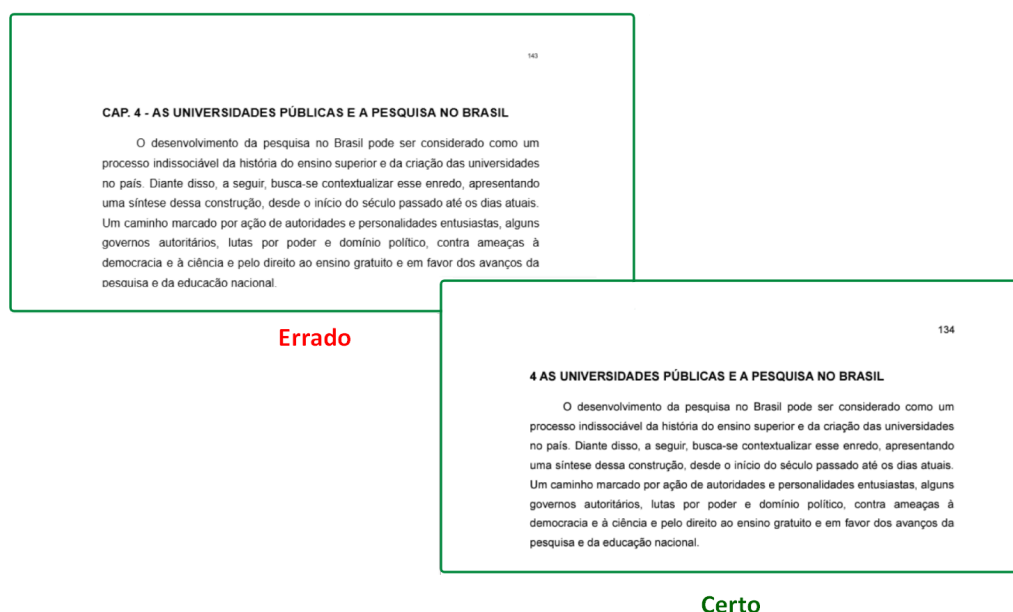 143
CAP. 4 - AS UNIVERSIDADES PÚBLICAS E A PESQUISA NO BRASIL
O desenvolvimento da pesquisa no Brasil pode ser considerado como um
processo indissociável da história do ensino superior e da criação das universidades
no país. Diante disso, a seguir, busca-se contextualizar esse enredo, apresentando
uma síntese dessa construção, desde o início do século passado até os dias atuais.
Um caminho marcado por ação de autoridades e personalidades entusiastas, alguns
governos autoritários, lutas por poder e domínio político, contra ameaças à
democracia e à ciência e pelo direito ao ensino gratuito e em favor dos avanços da
pesquisa e da educação nacional.
Errado
134
4 AS UNIVERSIDADES PÚBLICAS E A PESQUISA NO BRASIL
O desenvolvimento da pesquisa no Brasil pode ser considerado como um
processo indissociável da história do ensino superior e da criação das universidades
no país. Diante disso, a seguir, busca-se contextualizar esse enredo, apresentando
uma síntese dessa construção, desde o início do século passado até os dias atuais.
Um caminho marcado por ação de autoridades e personalidades entusiastas, alguns
governos autoritários, lutas por poder e domínio político, contra ameaças à
democracia e à ciência e pelo direito ao ensino gratuito e em favor dos avanços da
pesquisa e da educação nacional.
Certo